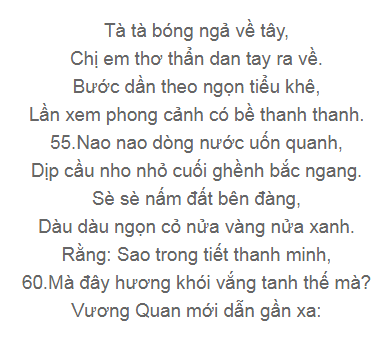 Tà tà bóng ngả về tây,
Chị em thơ thẩn dan tay ra về.
Bước dần theo ngọn tiểu khê,
Lần xem phong cảnh có bề thanh thanh.
55.Nao nao dòng nước uốn quanh,
Dịp cầu nho nhỏ cuối ghềnh bắc ngang.
Sè sè nấm đất bên đàng,
Dàu dàu ngọn cỏ nửa vàng nửa xanh.
Rằng: Sao trong tiết thanh minh,
60.Mà đây hương khói vắng tanh thế mà?
Vương Quan mới dẫn gần xa: